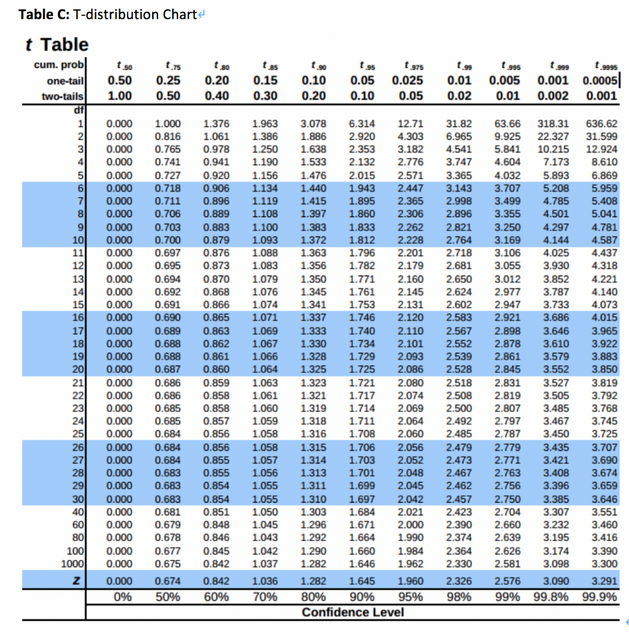 Table C: T-distribution Chart↵
t Table
cum. prob t.50 t.75 t.80 t.85 t.90 t.95 t.975 t.99 t.995 t.999 t.9995
one-tail 0.50 0.25 0.20 0.15 0.10 0.05 0.025 0.01 0.005 0.001 0.0005
two-tails 1.00 0.50 0.40 0.30 0.20 0.10 0.05 0.02 0.01 0.002 0.001
df
1 0.000 1.000 1.376 1.963 3.078 6.314 12.71 31.82 63.66 318.31 636.62
2 0.000 0.816 1.061 1.386 1.886 2.920 4.303 6.965 9.925 22.327 31.599
3 0.000 0.765 0.978 1.250 1.638 2.353 3.182 4.541 5.841 10.215 12.924
4 0.000 0.741 0.941 1.190 1.533 2.132 2.776 3.747 4.604 7.173 8.610
5 0.000 0.727 0.920 1.156 1.476 2.015 2.571 3.365 4.032 5.893 6.869
6 0.000 0.718 0.906 1.134 1.440 1.943 2.447 3.143 3.707 5.208 5.959
7 0.000 0.711 0.896 1.119 1.415 1.895 2.365 2.998 3.499 4.785 5.408
8 0.000 0.706 0.889 1.108 1.397 1.860 2.306 2.896 3.355 4.501 5.041
9 0.000 0.703 0.883 1.100 1.383 1.833 2.262 2.821 3.250 4.297 4.781
10 0.000 0.700 0.879 1.093 1.372 1.812 2.228 2.764 3.169 4.144 4.587
11 0.000 0.697 0.876 1.088 1.363 1.796 2.201 2.718 3.106 4.025 4.437
12 0.000 0.695 0.873 1.083 1.356 1.782 2.179 2.681 3.055 3.930 4.318
13 0.000 0.694 0.870 1.079 1.350 1.771 2.160 2.650 3.012 3.852 4.221
14 0.000 0.692 0.868 1.076 1.345 1.761 2.145 2.624 2.977 3.787 4.140
15 0.000 0.691 0.866 1.074 1.341 1.753 2.131 2.602 2.947 3.733 4.073
16 0.000 0.690 0.865 1.071 1.337 1.746 2.120 2.583 2.921 3.686 4.015
17 0.000 0.689 0.863 1.069 1.333 1.740 2.110 2.567 2.898 3.646 3.965
18 0.000 0.688 0.862 1.067 1.330 1.734 2.101 2.552 2.878 3.610 3.922
19 0.000 0.688 0.861 1.066 1.328 1.729 2.093 2.539 2.861 3.579 3.883
20 0.000 0.687 0.860 1.064 1.325 1.725 2.086 2.528 2.845 3.552 3.850
21 0.000 0.686 0.859 1.063 1.323 1.721 2.080 2.518 2.831 3.527 3.819
22 0.000 0.686 0.858 1.061 1.321 1.717 2.074 2.508 2.819 3.505 3.792
23 0.000 0.685 0.858 1.060 1.319 1.714 2.069 2.500 2.807 3.485 3.768
24 0.000 0.685 0.857 1.059 1.318 1.711 2.064 2.492 2.797 3.467 3.745
25 0.000 0.684 0.856 1.058 1.316 1.708 2.060 2.485 2.787 3.450 3.725
26 0.000 0.684 0.856 1.058 1.315 1.706 2.056 2.479 2.779 3.435 3.707
27 0.000 0.684 0.855 1.057 1.314 1.703 2.052 2.473 2.771 3.421 3.690
28 0.000 0.683 0.855 1.056 1.313 1.701 2.048 2.467 2.763 3.408 3.674
29 0.000 0.683 0.854 1.055 1.311 1.699 2.045 2.462 2.756 3.396 3.659
30 0.000 0.683 0.854 1.055 1.310 1.697 2.042 2.457 2.750 3.385 3.646
40 0.000 0.681 0.851 1.050 1.303 1.684 2.021 2.423 2.704 3.307 3.551
60 0.000 0.679 0.848 1.045 1.296 1.671 2.000 2.390 2.660 3.232 3.460
80 0.000 0.678 0.846 1.043 1.292 1.664 1.990 2.374 2.639 3.195 3.416
100 0.000 0.677 0.845 1.042 1.290 1.660 1.984 2.364 2.626 3.174 3.390
1000 0.000 0.675 0.842 1.037 1.282 1.646 1.962 2.330 2.581 3.098 3.300
Z 0.000 0.674 0.842 1.036 1.282 1.645 1.960 2.326 2.576 3.090 3.291
0% 50% 60% 70% 80% 90% 95% 98% 99% 99.8% 99.9%
Confidence Level